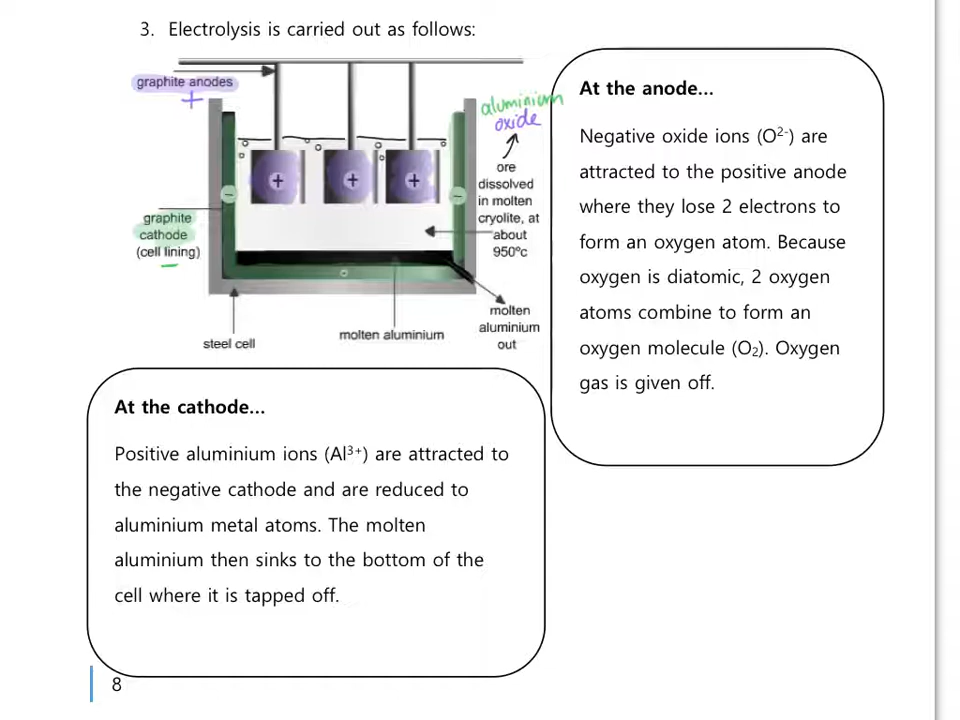 3. Electrolysis is carried out as follows:
graphite anodes
+
aluminium
oxide
ore
dissolved
in molten
cryolite, at
about
950ºc
+ + +
− −
graphite
cathode
(cell lining)
−
steel cell
molten aluminium
molten
aluminium
out
At the anode...
Negative oxide ions (O²⁻) are
attracted to the positive anode
where they lose 2 electrons to
form an oxygen atom. Because
oxygen is diatomic, 2 oxygen
atoms combine to form an
oxygen molecule (O₂). Oxygen
gas is given off.
At the cathode...
Positive aluminium ions (Al³⁺) are attracted to
the negative cathode and are reduced to
aluminium metal atoms. The molten
aluminium then sinks to the bottom of the
cell where it is tapped off.
8